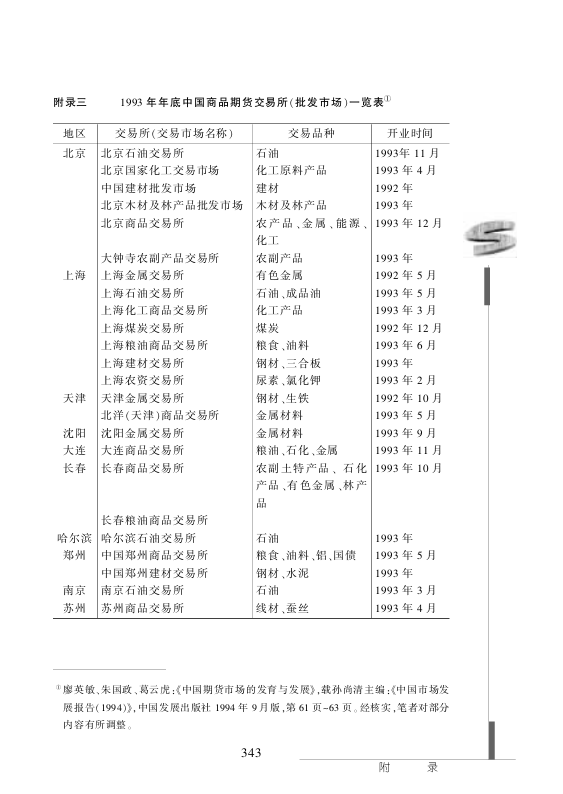 附录三 1993 年年底中国商品期货交易所(批发市场)一览表①
地区 交易所(交易市场名称) 交易品种 开业时间
北京 北京石油交易所 石油 1993年 11 月
北京国家化工交易市场 化工原料产品 1993 年 4 月
中国建材批发市场 建材 1992 年
北京木材及林产品批发市场 木材及林产品 1993 年
北京商品交易所 农产品、金属、能源、 1993 年 12 月
化工
大钟寺农副产品交易所 农副产品 1993 年
上海 上海金属交易所 有色金属 1992 年 5 月
上海石油交易所 石油、成品油 1993 年 5 月
上海化工商品交易所 化工产品 1993 年 3 月
上海煤炭交易所 煤炭 1992 年 12 月
上海粮油商品交易所 粮食、油料 1993 年 6 月
上海建材交易所 钢材、三合板 1993 年
上海农资交易所 尿素、氯化钾 1993 年 2 月
天津 天津金属交易所 钢材、生铁 1992 年 10 月
北洋(天津)商品交易所 金属材料 1993 年 5 月
沈阳 沈阳金属交易所 金属材料 1993 年 9 月
大连 大连商品交易所 粮油、石化、金属 1993 年 11 月
长春 长春商品交易所 农副土特产品、石化 1993 年 10 月
产品、有色金属、林产
品
长春粮油商品交易所
哈尔滨 哈尔滨石油交易所 石油 1993 年
郑州 中国郑州商品交易所 粮食、油料、铝、国债 1993 年 5 月
中国郑州建材交易所 钢材、水泥 1993 年
南京 南京石油交易所 石油 1993 年 3 月
苏州 苏州商品交易所 线材、蚕丝 1993 年 4 月
①廖英敏、朱国政、葛云虎:《中国期货市场的发育与发展》,载孙尚清主编:《中国市场发
展报告(1994)》,中国发展出版社 1994 年 9 月版,第 61 页-63 页。经核实,笔者对部分
内容有所调整。
343
附 录